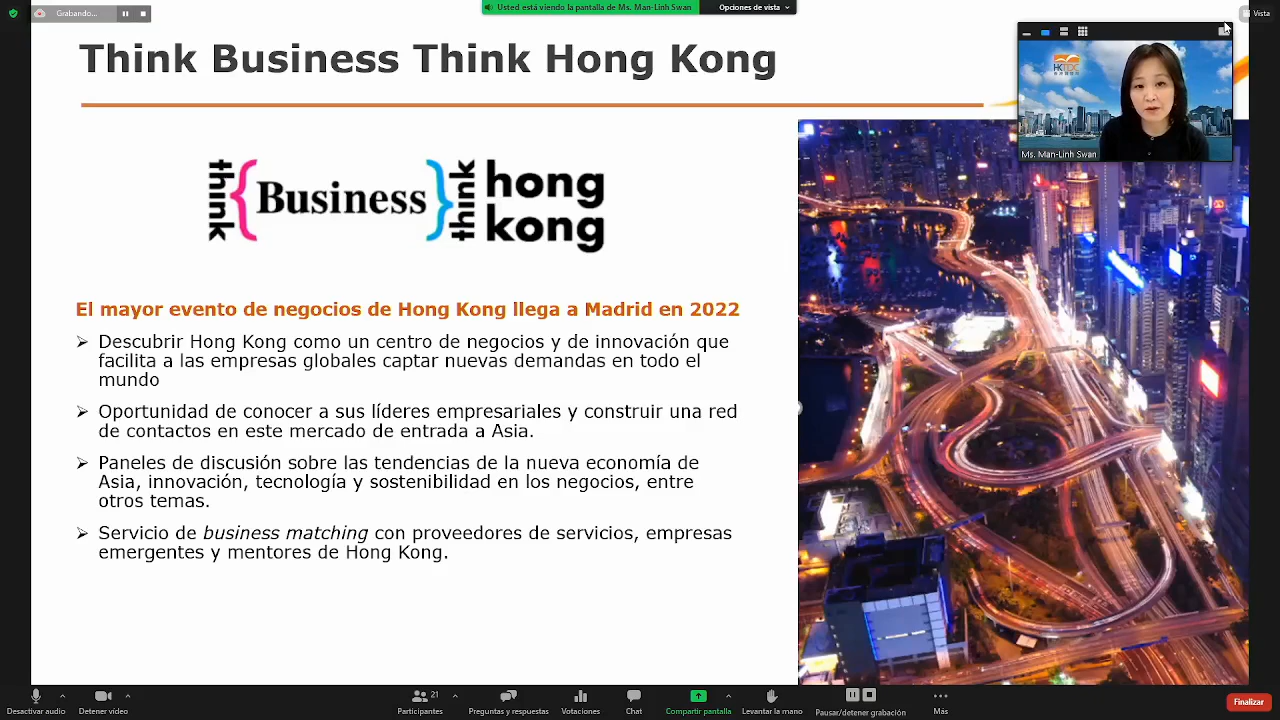 Grabando...
Usted está viendo la pantalla de Ms. Man-Linh Swan
Opciones de vista
Vista
Think Business Think Hong Kong
HKTDC
Ms. Man-Linh Swan
think {Business} think hong kong
El mayor evento de negocios de Hong Kong llega a Madrid en 2022
Descubrir Hong Kong como un centro de negocios y de innovación que
facilita a las empresas globales captar nuevas demandas en todo el
mundo
Oportunidad de conocer a sus líderes empresariales y construir una red
de contactos en este mercado de entrada a Asia.
Paneles de discusión sobre las tendencias de la nueva economía de
Asia, innovación, tecnología y sostenibilidad en los negocios, entre
otros temas.
Servicio de business matching con proveedores de servicios, empresas
emergentes y mentores de Hong Kong.
21
Desactivar audio
Detener vídeo
Participantes
Preguntas y respuestas
Votaciones
Chat
Compartir pantalla
Levantar la mano
Pausar/detener grabación
Más
Finalizar